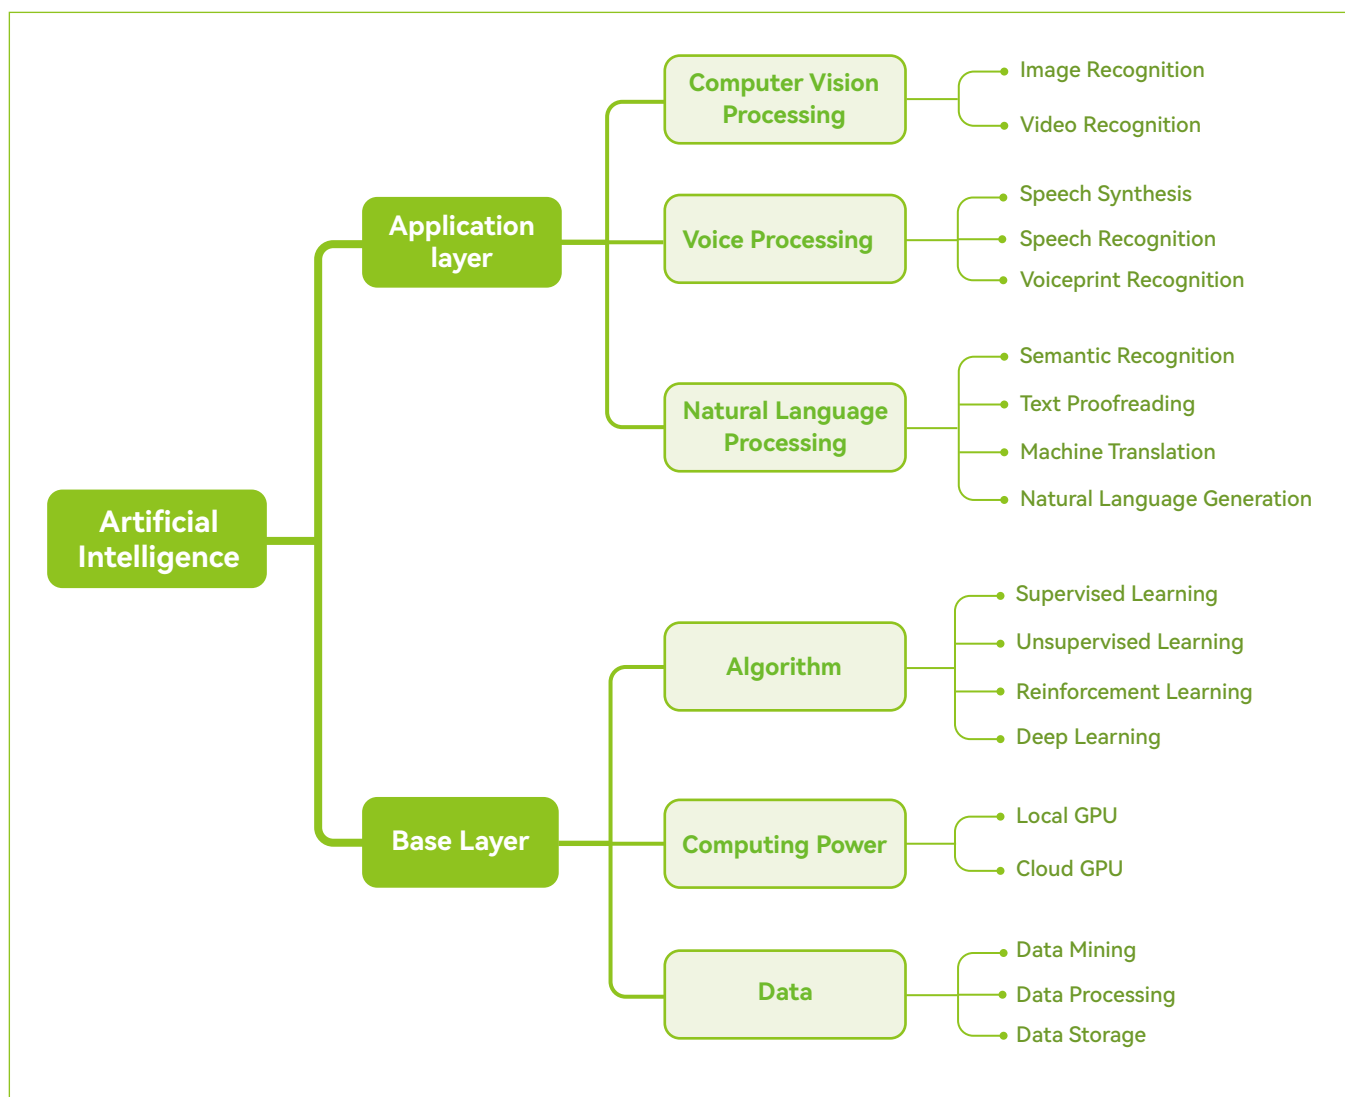 Artificial
Intelligence
Application
layer
Computer Vision
Processing
Image Recognition
Video Recognition
Voice Processing
Speech Synthesis
Speech Recognition
Voiceprint Recognition
Natural Language
Processing
Semantic Recognition
Text Proofreading
Machine Translation
Natural Language Generation
Base Layer
Algorithm
Supervised Learning
Unsupervised Learning
Reinforcement Learning
Deep Learning
Computing Power
Local GPU
Cloud GPU
Data
Data Mining
Data Processing
Data Storage